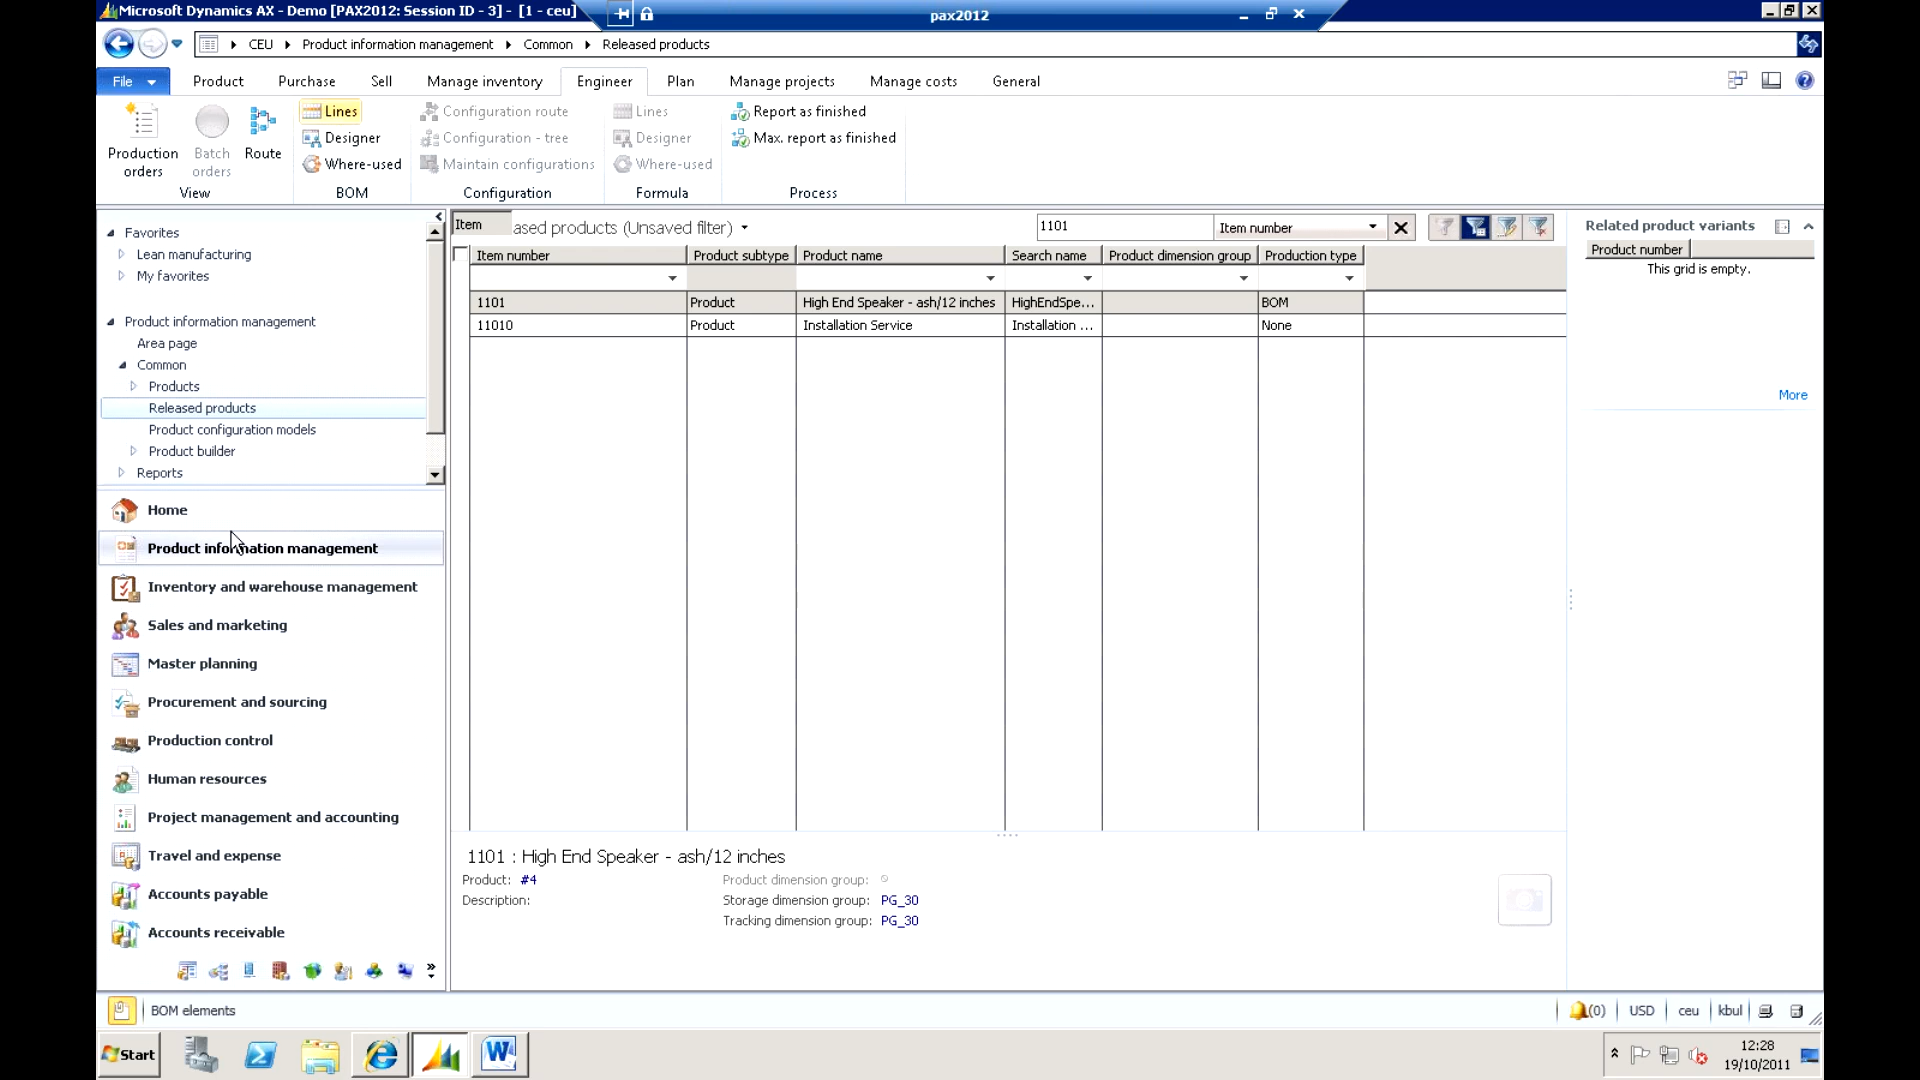 Microsoft Dynamics AX - Demo [PAX2012: Session ID - 3] - [1 - ceu]
pax2012
CEU
Product information management
Common
Released products
File
Product
Purchase
Sell
Manage inventory
Engineer
Plan
Manage projects
Manage costs
General
Production orders
Batch orders
Route
View
Lines
Designer
Where-used
BOM
Configuration route
Configuration - tree
Maintain configurations
Configuration
Lines
Designer
Where-used
Formula
Report as finished
Max. report as finished
Process
Favorites
Lean manufacturing
My favorites
Product information management
Area page
Common
Products
Released products
Product configuration models
Product builder
Reports
Home
Product information management
Inventory and warehouse management
Sales and marketing
Master planning
Procurement and sourcing
Production control
Human resources
Project management and accounting
Travel and expense
Accounts payable
Accounts receivable
Item
ased products (Unsaved filter)
1101
Item number
Item number Product subtype Product name Search name Product dimension group Production type
1101 Product High End Speaker - ash/12 inches HighEndSpe... BOM
11010 Product Installation Service Installation ... None
1101 : High End Speaker - ash/12 inches
Product: #4
Description:
Product dimension group:
Storage dimension group: PG_30
Tracking dimension group: PG_30
Related product variants
Product number
This grid is empty.
More
BOM elements
(0)
USD
ceu
kbul
Start
12:28
19/10/2011